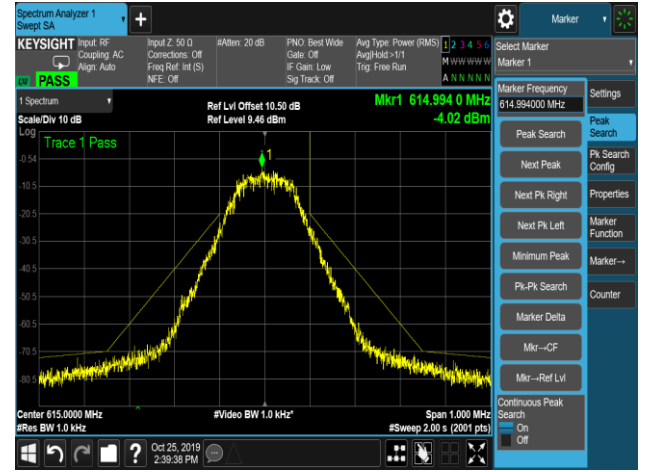 Spectrum Analyzer 1
Swept SA
+
Marker
KEYSIGHT
Input: RF
Coupling: AC
Align: Auto
PASS
Input Z: 50 Ω
Corrections: Off
Freq Ref: Int (S)
NFE: Off
#Atten: 20 dB
PNO: Best Wide
Gate: Off
IF Gain: Low
Sig Track: Off
Avg Type: Power (RMS)
Avg|Hold:>1/1
Trig: Free Run
1 2 3 4 5 6
M W W W W W
A N N N N N
Select Marker
Marker 1
1 Spectrum
Scale/Div 10 dB
Ref Lvl Offset 10.50 dB
Ref Level 9.46 dBm
Mkr1 614.994 0 MHz
-4.02 dBm
Log
Trace 1 Pass
1
-0.54
-10.5
-20.5
-30.5
-40.5
-50.5
-60.5
-70.5
-80.5
Center 615.0000 MHz
#Res BW 1.0 kHz
#Video BW 1.0 kHz*
Span 1.000 MHz
#Sweep 2.00 s (2001 pts)
Marker Frequency
614.994000 MHz
Peak Search
Next Peak
Next Pk Right
Next Pk Left
Minimum Peak
Pk-Pk Search
Marker Delta
Mkr→CF
Mkr→Ref Lvl
Continuous Peak
Search
On
Off
Settings
Peak
Search
Pk Search
Config
Properties
Marker
Function
Marker→
Counter
?
Oct 25, 2019
2:39:38 PM